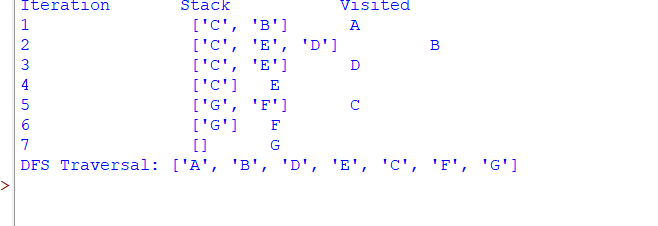 Iteration Stack Visited
1 ['C', 'B'] A
2 ['C', 'E', 'D'] B
3 ['C', 'E'] D
4 ['C'] E
5 ['G', 'F'] C
6 ['G'] F
7 [] G
DFS Traversal: ['A', 'B', 'D', 'E', 'C', 'F', 'G']
>